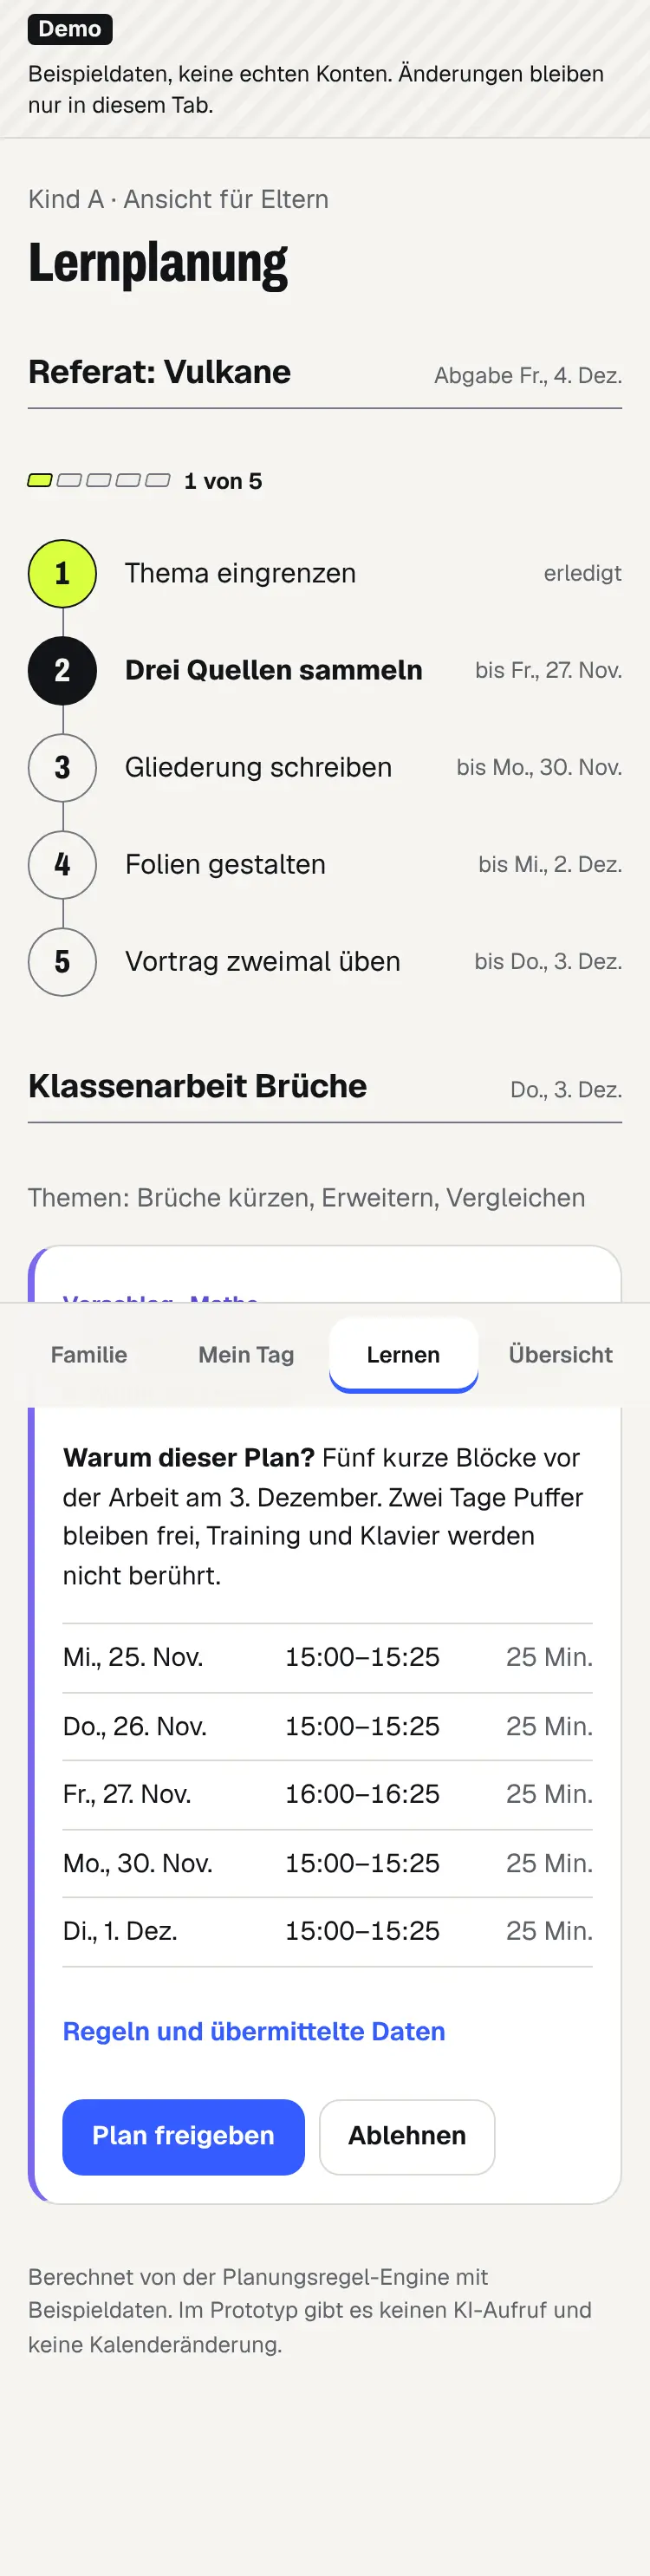 Demo
Beispieldaten, keine echten Konten. Änderungen bleiben
nur in diesem Tab.
Kind A · Ansicht für Eltern
Lernplanung
Referat: Vulkane
Abgabe Fr., 4. Dez.
1 von 5
1 Thema eingrenzen erledigt
2 Drei Quellen sammeln bis Fr., 27. Nov.
3 Gliederung schreiben bis Mo., 30. Nov.
4 Folien gestalten bis Mi., 2. Dez.
5 Vortrag zweimal üben bis Do., 3. Dez.
Klassenarbeit Brüche
Do., 3. Dez.
Themen: Brüche kürzen, Erweitern, Vergleichen
Familie Mein Tag Lernen Übersicht
Warum dieser Plan? Fünf kurze Blöcke vor
der Arbeit am 3. Dezember. Zwei Tage Puffer
bleiben frei, Training und Klavier werden
nicht berührt.
Mi., 25. Nov. 15:00–15:25 25 Min.
Do., 26. Nov. 15:00–15:25 25 Min.
Fr., 27. Nov. 16:00–16:25 25 Min.
Mo., 30. Nov. 15:00–15:25 25 Min.
Di., 1. Dez. 15:00–15:25 25 Min.
Regeln und übermittelte Daten
Plan freigeben Ablehnen
Berechnet von der Planungsregel-Engine mit
Beispieldaten. Im Prototyp gibt es keinen KI-Aufruf und
keine Kalenderänderung.